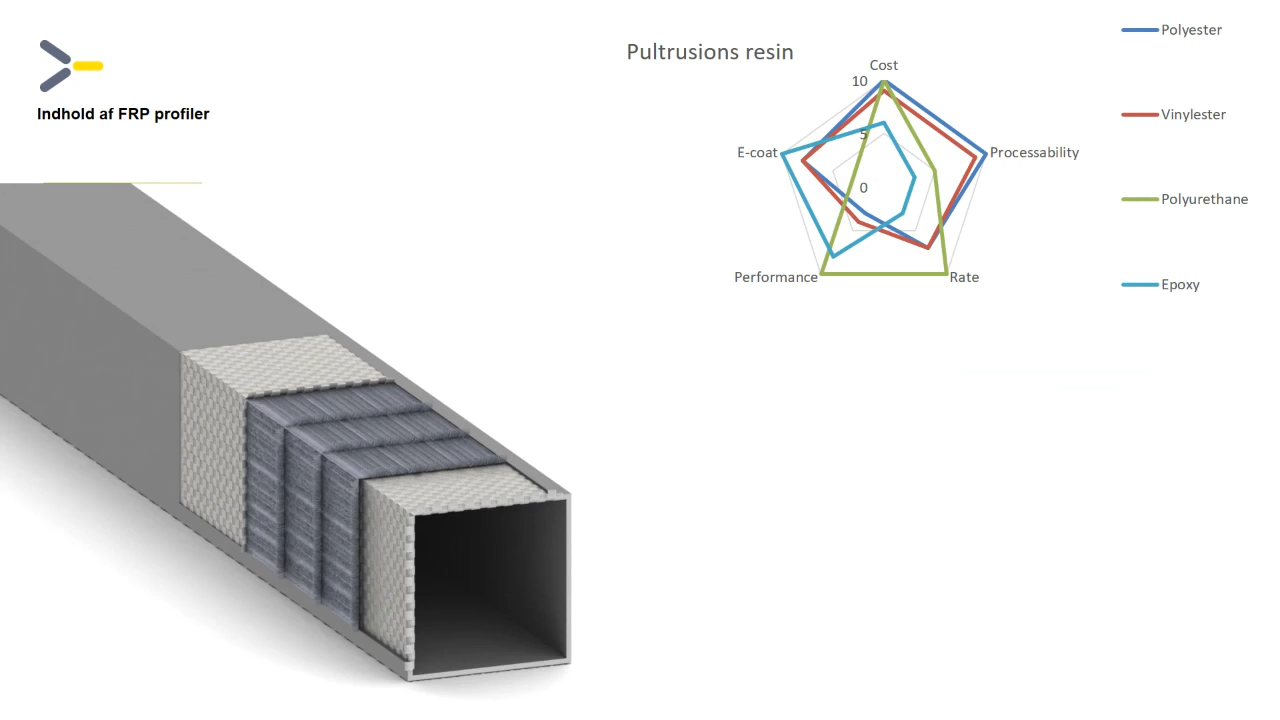 Indhold af FRP profiler
Pultrusions resin
Cost
10
5
0
E-coat
Processability
Performance
Rate
Polyester
Vinylester
Polyurethane
Epoxy